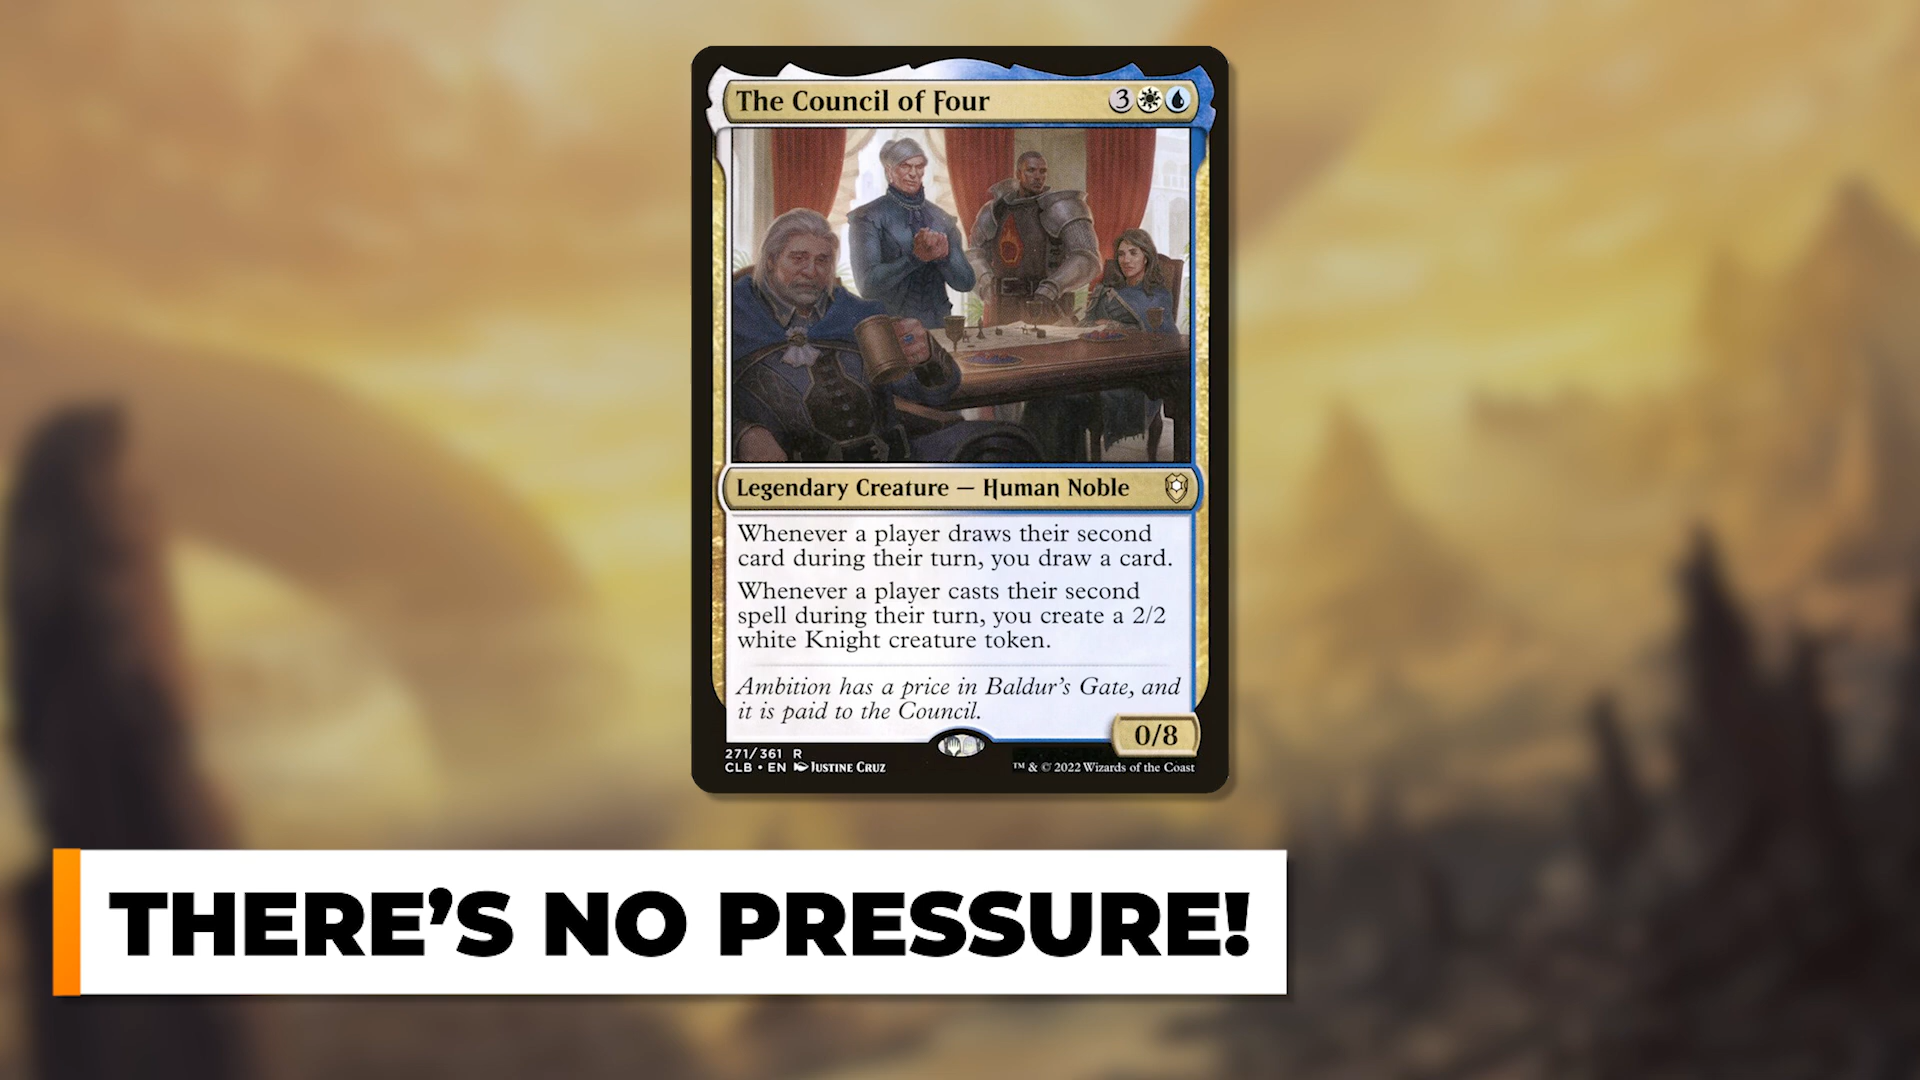 The Council of Four 3
Legendary Creature — Human Noble
Whenever a player draws their second
card during their turn, you draw a card.
Whenever a player casts their second
spell during their turn, you create a 2/2
white Knight creature token.
Ambition has a price in Baldur's Gate, and
it is paid to the Council.
0/8
271/361 R
CLB • EN Justine Cruz
™ & © 2022 Wizards of the Coast
THERE'S NO PRESSURE!